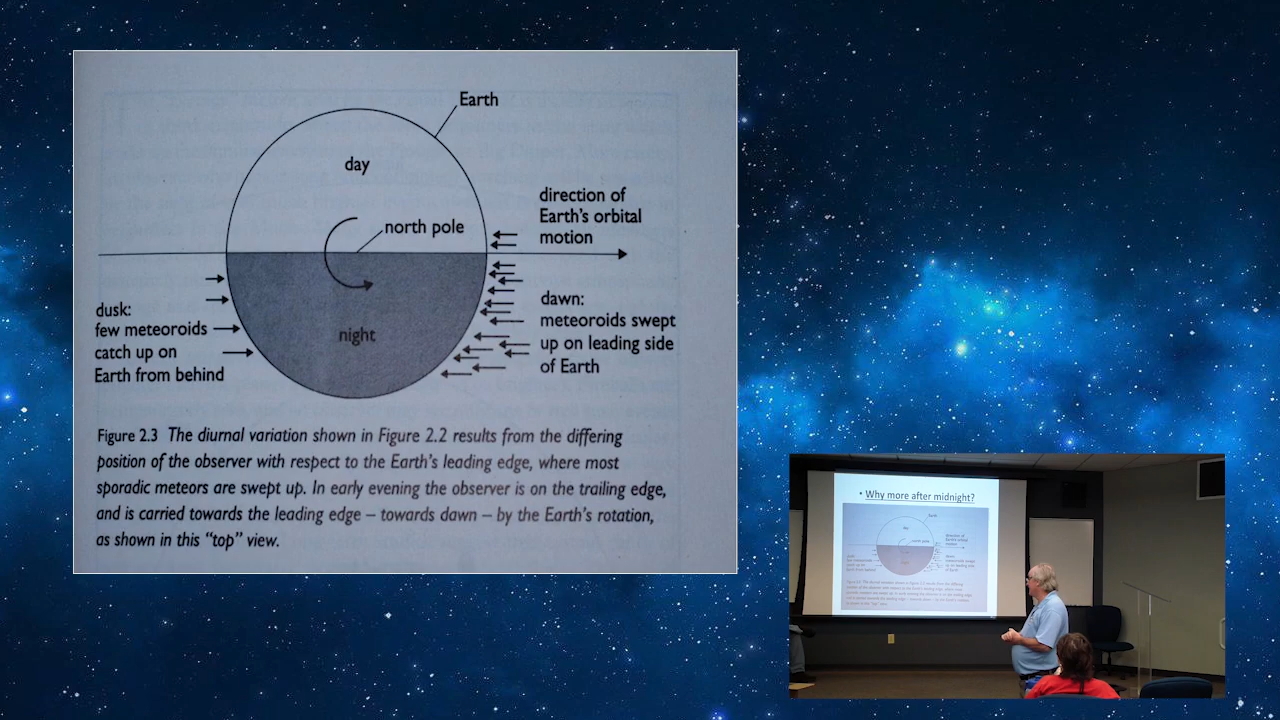 Earth
day
direction of
Earth's orbital
motion
north pole
dusk:
few meteoroids
catch up on
Earth from behind
night
dawn:
meteoroids swept
up on leading side
of Earth
Figure 2.3 The diurnal variation shown in Figure 2.2 results from the differing
position of the observer with respect to the Earth's leading edge, where most
sporadic meteors are swept up. In early evening the observer is on the trailing edge,
and is carried towards the leading edge – towards dawn – by the Earth's rotation,
as shown in this “top” view.
• Why more after midnight?